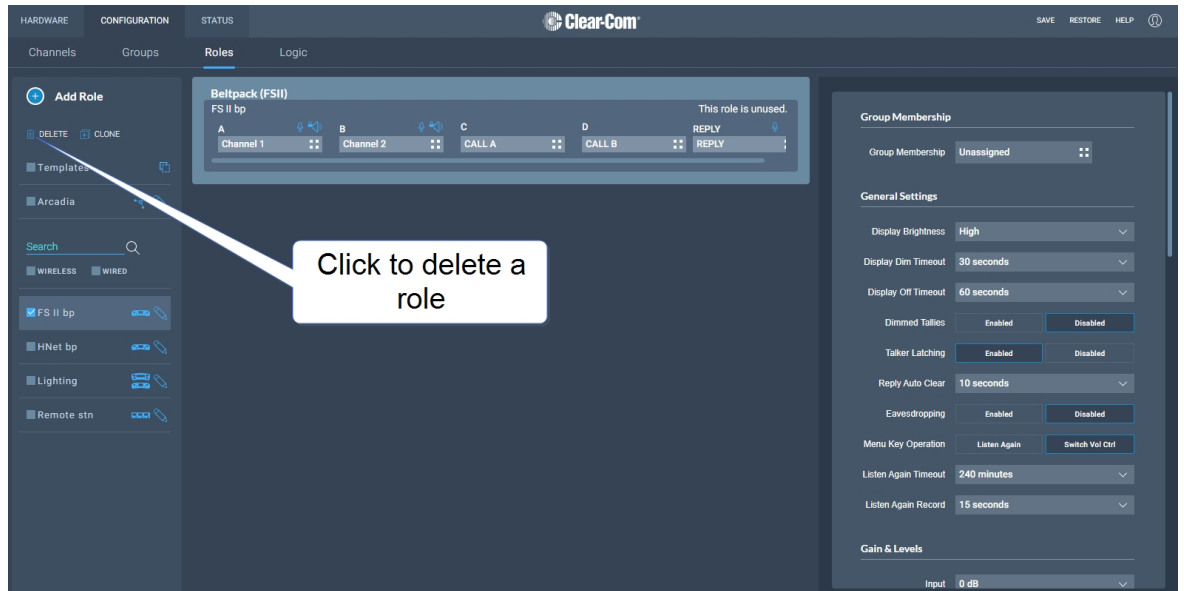 HARDWARE CONFIGURATION STATUS Clear-Com SAVE RESTORE HELP
Channels Groups Roles Logic
Add Role
DELETE CLONE
Templates
Arcadia
Search
WIRELESS WIRED
FS II bp
HNet bp
Lighting
Remote stn
Beltpack (FSII)
FS II bp This role is unused.
A B C D REPLY
Channel 1 Channel 2 CALL A CALL B REPLY
Click to delete a
role
Group Membership
Group Membership Unassigned
General Settings
Display Brightness High
Display Dim Timeout 30 seconds
Display Off Timeout 60 seconds
Dimmed Tallies Enabled Disabled
Talker Latching Enabled Disabled
Reply Auto Clear 10 seconds
Eavesdropping Enabled Disabled
Menu Key Operation Listen Again Switch Vol Ctrl
Listen Again Timeout 240 minutes
Listen Again Record 15 seconds
Gain & Levels
Input 0 dB